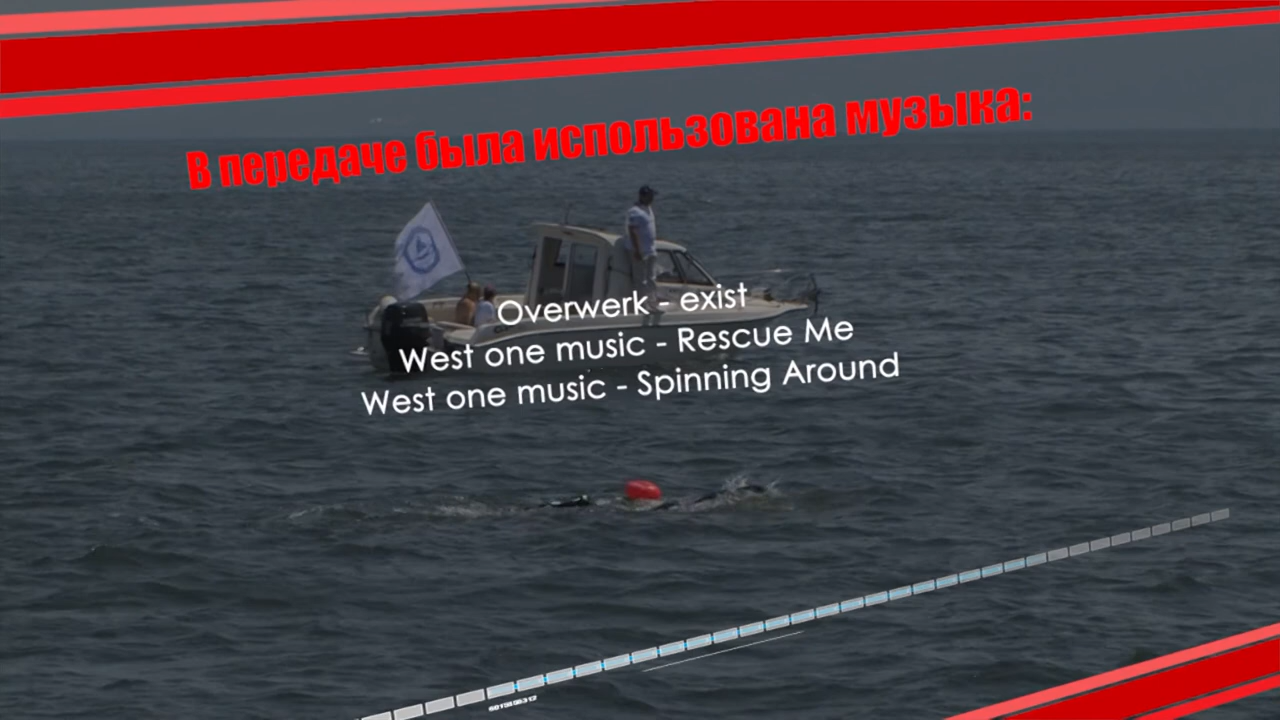 В передаче была использована музыка:
Overwerk - exist
West one music - Rescue Me
West one music - Spinning Around